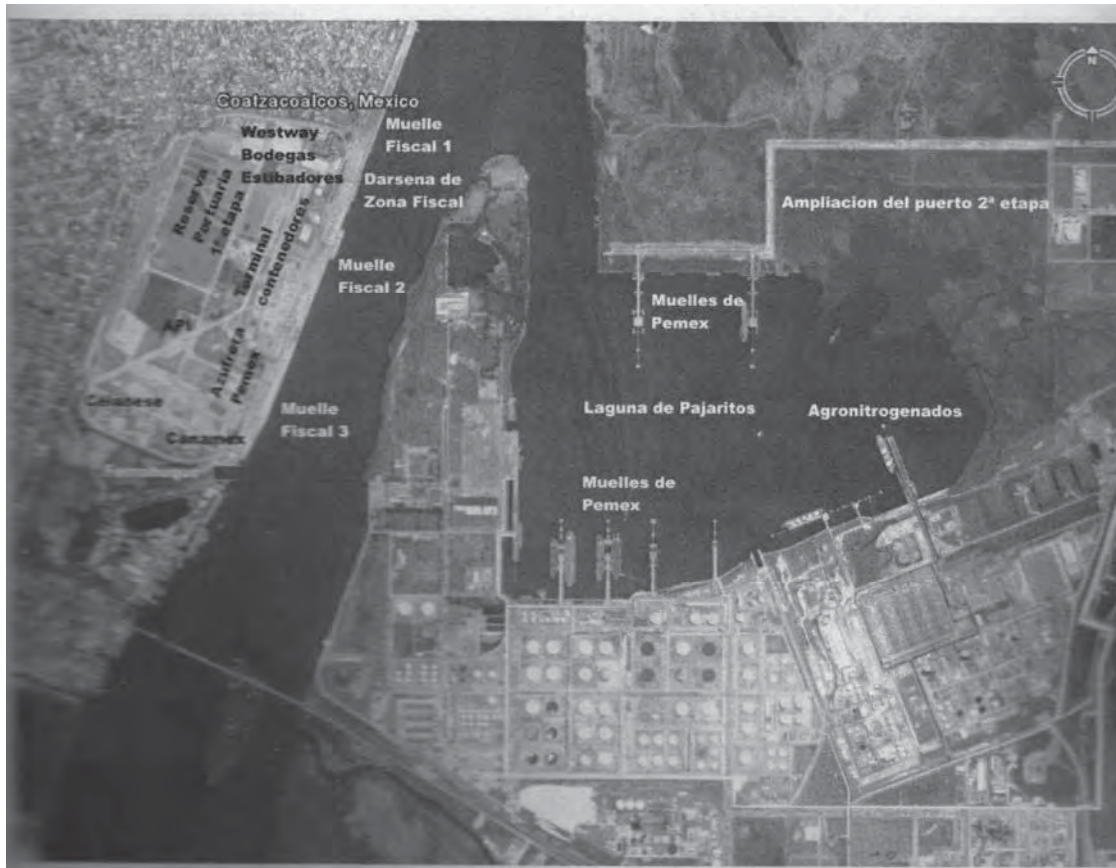 N
Coatzacoalcos, Mexico
Westway
Bodegas
Estibadores
Muelle
Fiscal 1
Darsena de
Zona Fiscal
Reserva
Portuaria
1ª etapa
Terminal
contenedores
Ampliacion del puerto 2ª etapa
Muelle
Fiscal 2
Muelles de
Pemex
API
Azufrera
Pemex
Celanese
Canamex
Muelle
Fiscal 3
Laguna de Pajaritos
Agronitrogenados
Muelles de
Pemex